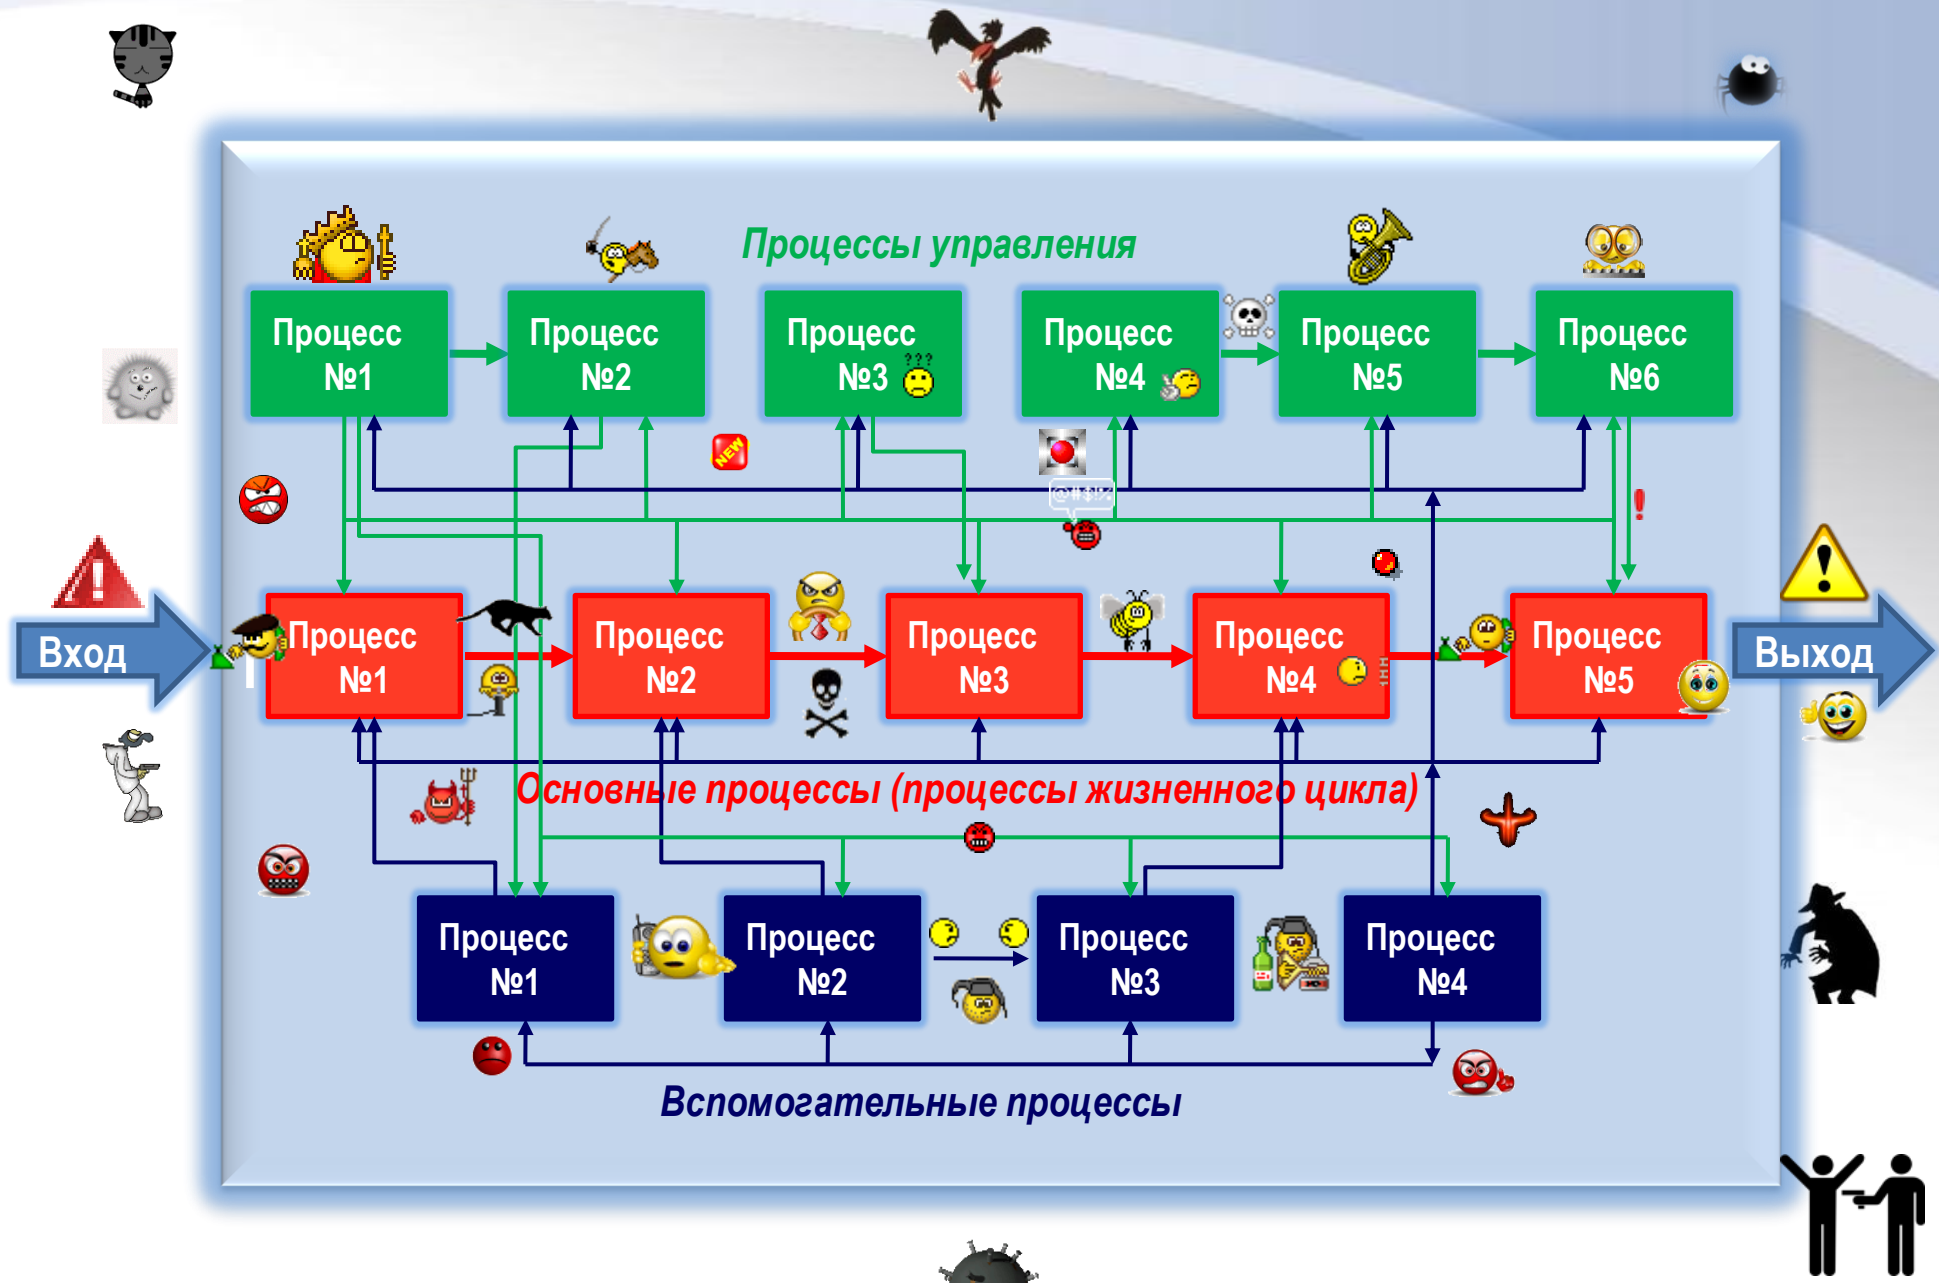 Процессы управления
Процесс
№1
Процесс
№2
Процесс
№3
???
Процесс
№4
Процесс
№5
Процесс
№6
NEW
@#$!%
!
Вход
Процесс
№1
Процесс
№2
Процесс
№3
Процесс
№4
Процесс
№5
!
Выход
Основные процессы (процессы жизненного цикла)
Процесс
№1
Процесс
№2
Процесс
№3
Процесс
№4
Вспомогательные процессы